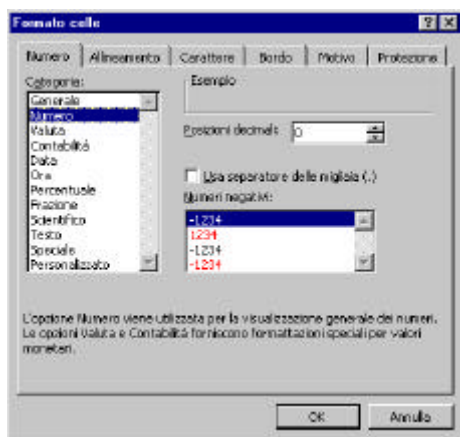 Formato celle
Numero Allineamento Carattere Bordo Motivo Protezione
Categoria:
Generale
Numero
Valuta
Contabilità
Data
Ora
Percentuale
Frazione
Scientifico
Testo
Speciale
Personalizzato
Esempio
Posizioni decimali: 0
Usa separatore delle migliaia (.)
Numeri negativi:
-1234
1234
-1234
-1234
L'opzione Numero viene utilizzata per la visualizzazione generale dei numeri.
Le opzioni Valuta e Contabilità forniscono formattazioni speciali per valori
monetari.
OK Annulla